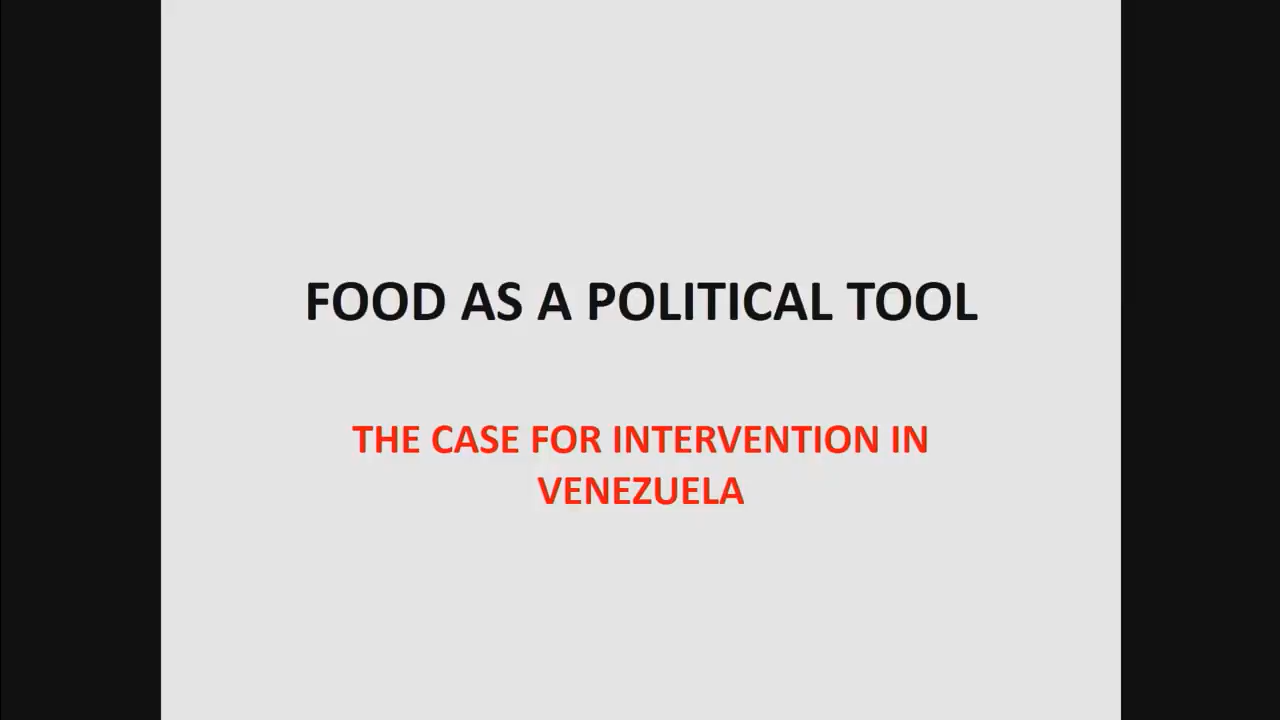 FOOD AS A POLITICAL TOOL
THE CASE FOR INTERVENTION IN
VENEZUELA